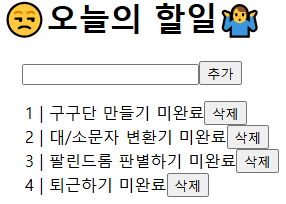 😒오늘의 할일🤷‍♂️
추가
1 | 구구단 만들기 미완료 삭제
2 | 대/소문자 변환기 미완료 삭제
3 | 팔린드롬 판별하기 미완료 삭제
4 | 퇴근하기 미완료 삭제